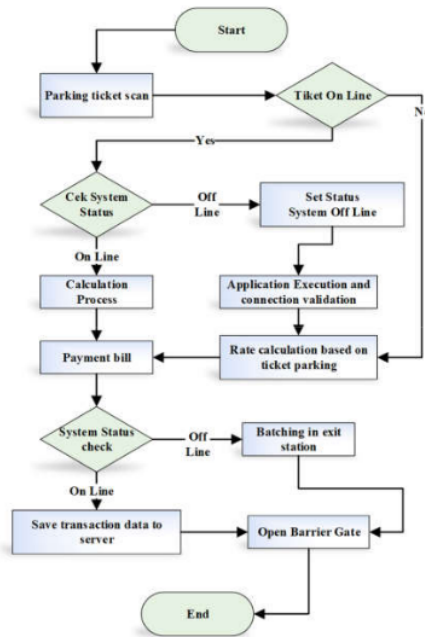 Start
Parking ticket scan
Tiket On Line
Yes
Cek System
Status
Off
Line
Set Status
System Off Line
On Line
Calculation
Process
Application Execution and
connection validation
Payment bill
Rate calculation based on
ticket parking
System Status
check
Off
Line
Batching in exit
station
On Line
Save transaction data to
server
Open Barrier Gate
End